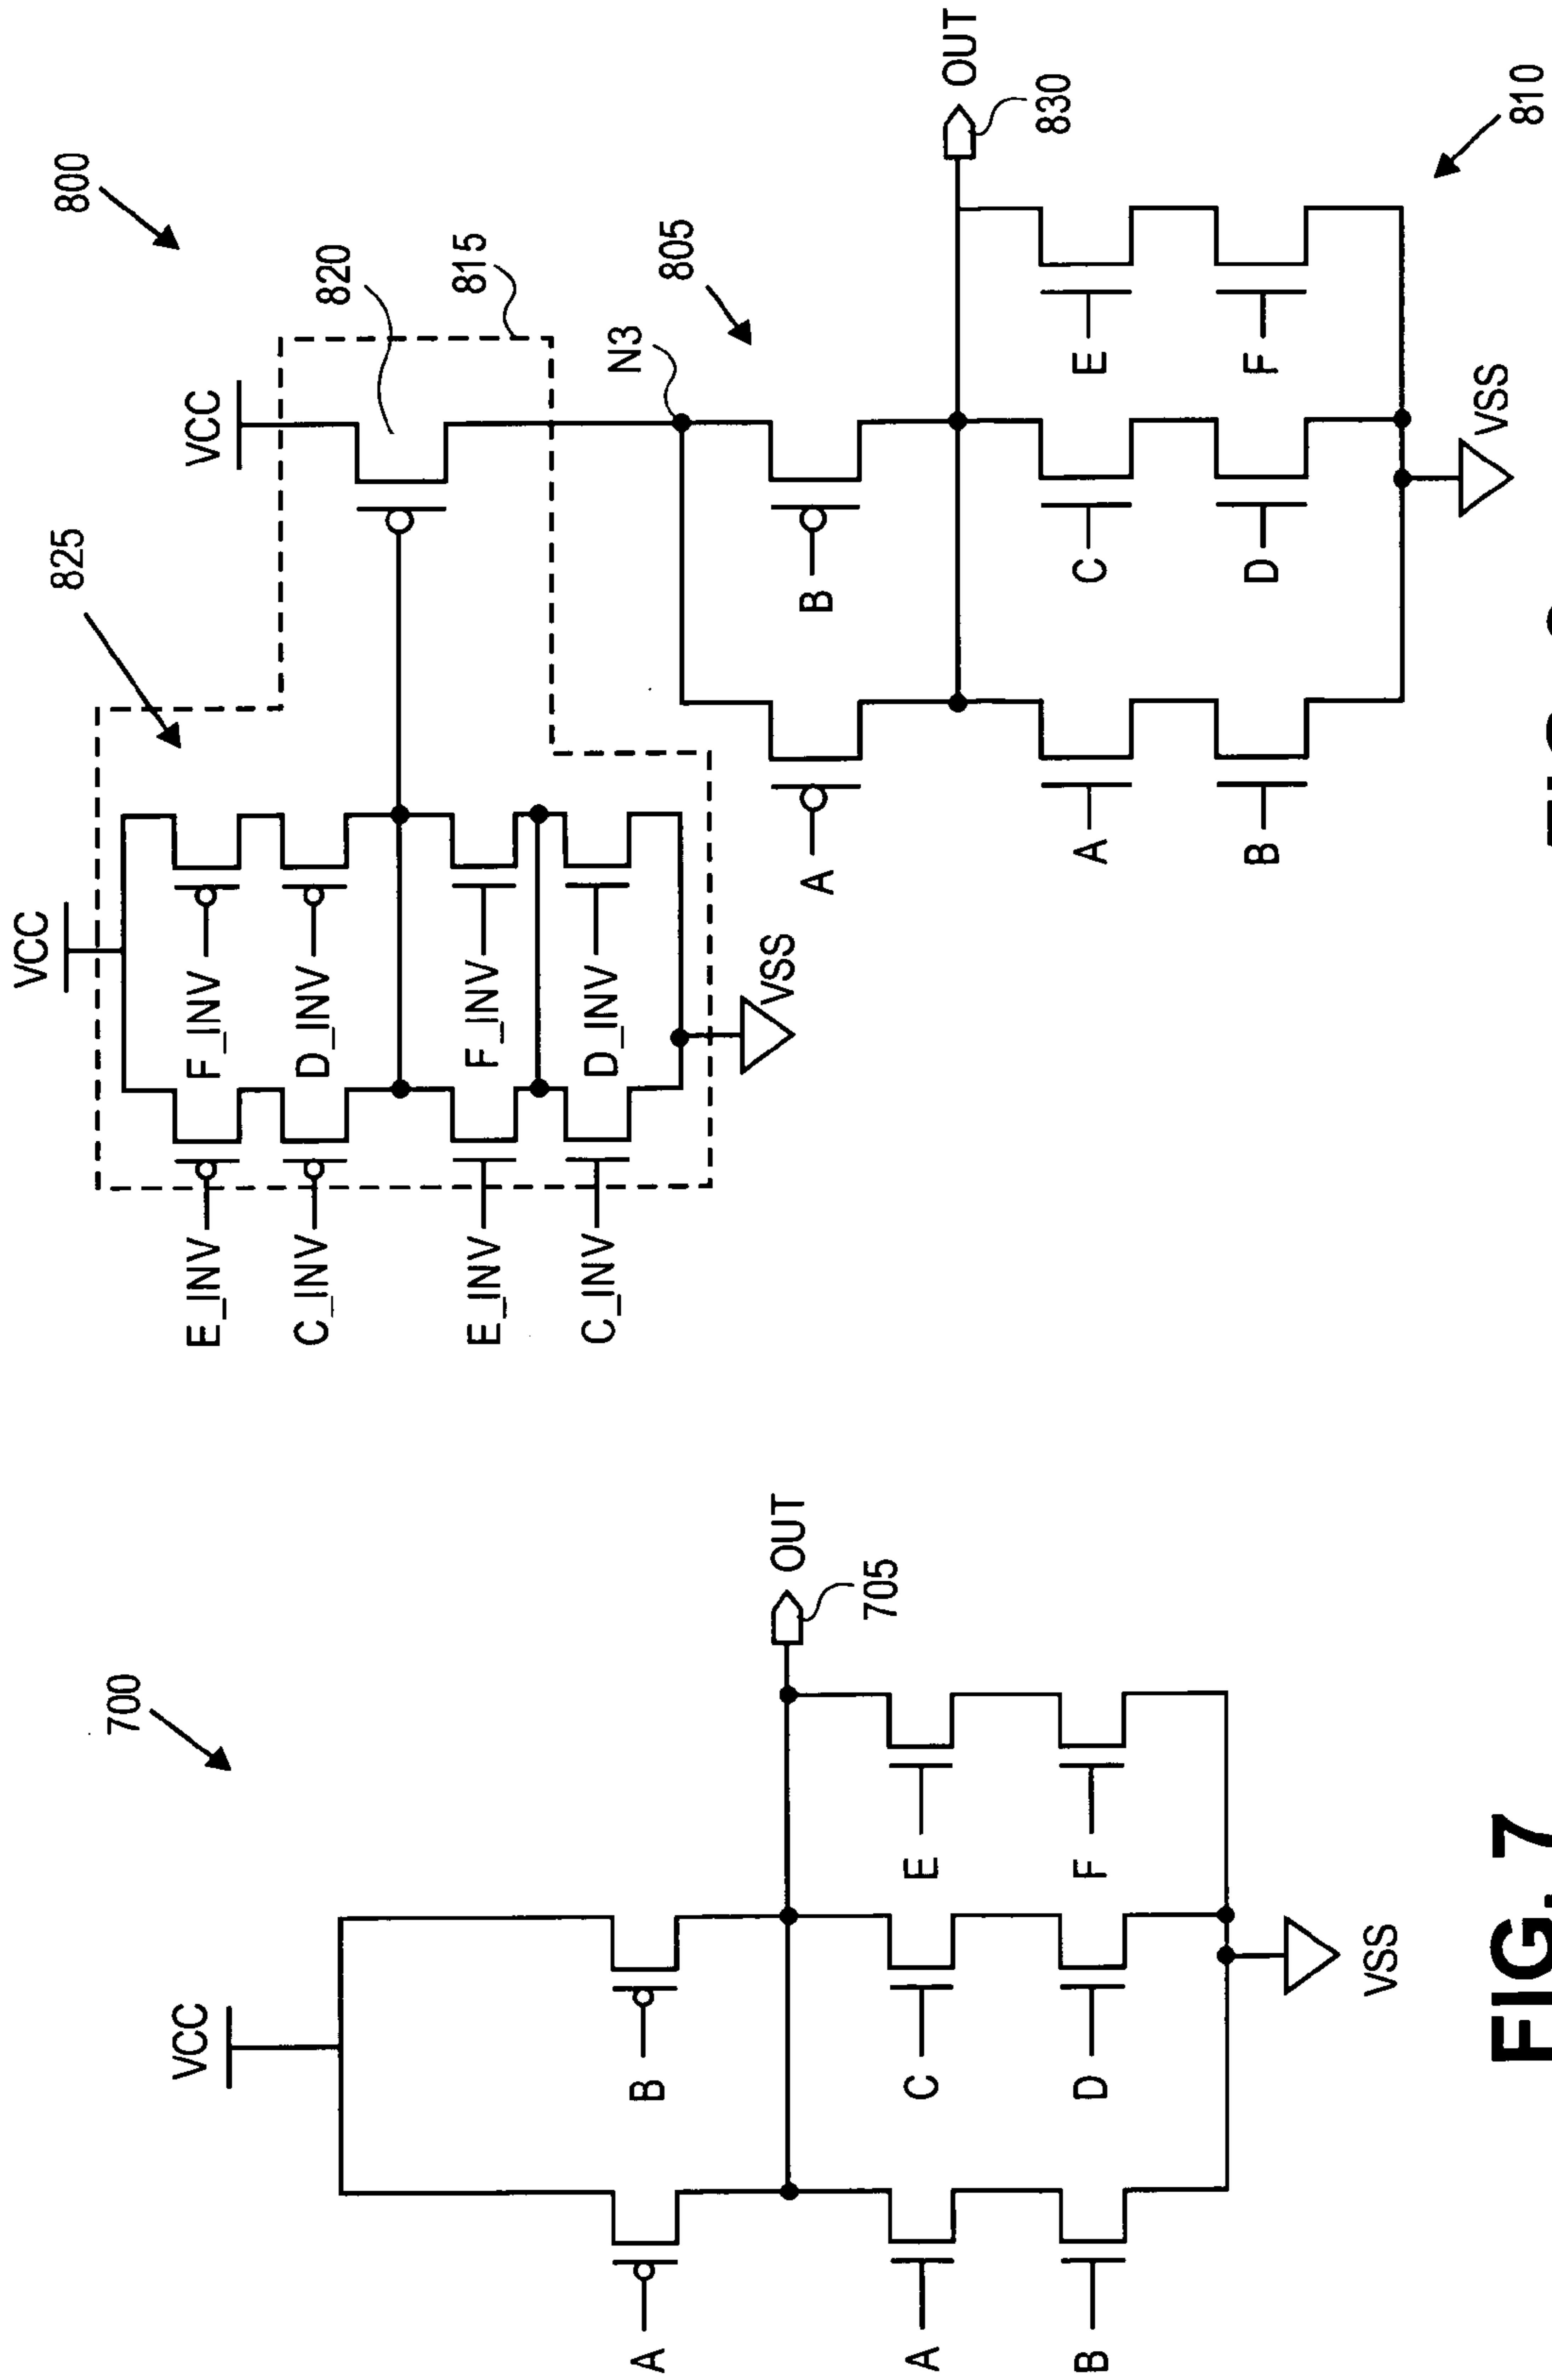 700
VCC
A
B
OUT
705
A
C
E
B
D
F
VSS
FIG. 7
800
VCC
825
VCC
E_INV
F_INV
C_INV
D_INV
820
815
E_INV
F_INV
C_INV
D_INV
N3
805
VSS
A
B
OUT
830
A
C
E
B
D
F
VSS
810